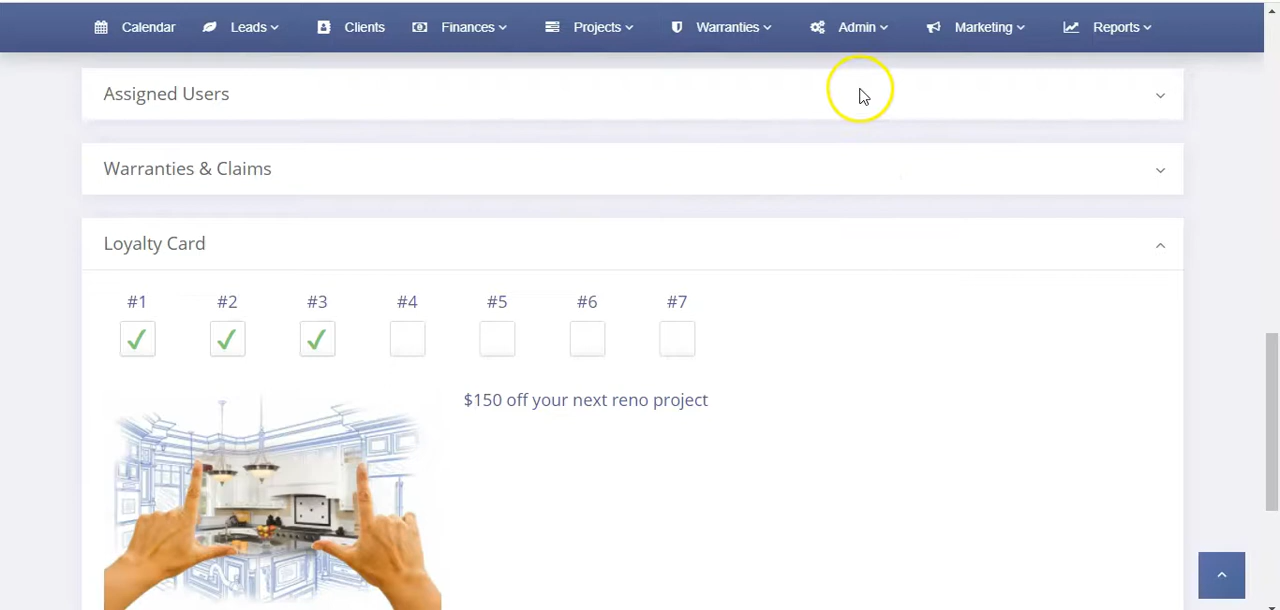 Calendar Leads Clients Finances Projects Warranties Admin Marketing Reports
Assigned Users
Warranties & Claims
Loyalty Card
#1 #2 #3 #4 #5 #6 #7
$150 off your next reno project